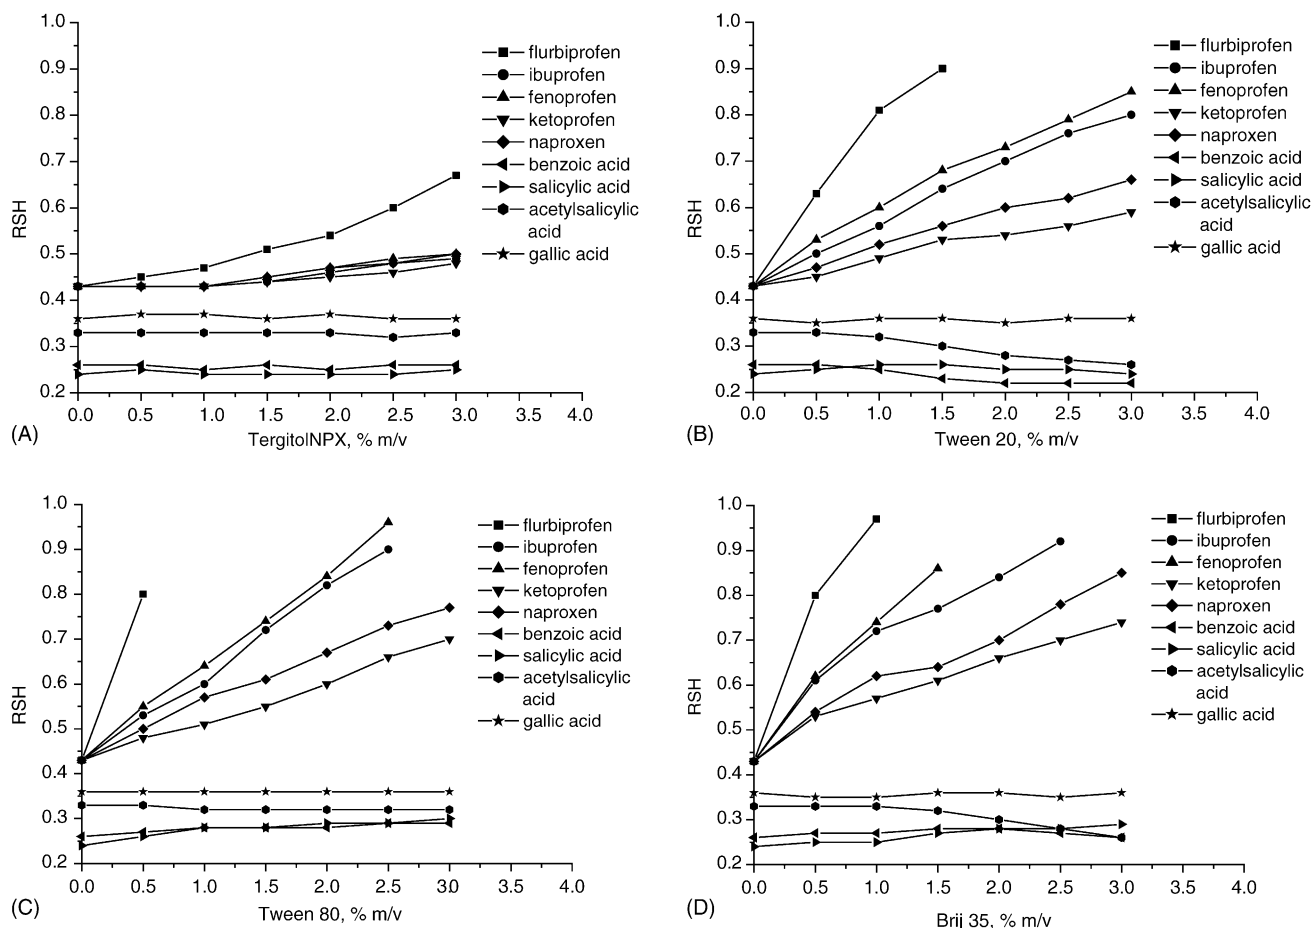 1.0
0.9
0.8
0.7
0.6
0.5
0.4
0.3
0.2
RSH
0.0 0.5 1.0 1.5 2.0 2.5 3.0 3.5 4.0
TergitolNPX, % m/v
(A)
flurbiprofen
ibuprofen
fenoprofen
ketoprofen
naproxen
benzoic acid
salicylic acid
acetylsalicylic
acid
gallic acid
1.0
0.9
0.8
0.7
0.6
0.5
0.4
0.3
0.2
RSH
0.0 0.5 1.0 1.5 2.0 2.5 3.0 3.5 4.0
Tween 20, % m/v
(B)
flurbiprofen
ibuprofen
fenoprofen
ketoprofen
naproxen
benzoic acid
salicylic acid
acetylsalicylic
acid
gallic acid
1.0
0.9
0.8
0.7
0.6
0.5
0.4
0.3
0.2
RSH
0.0 0.5 1.0 1.5 2.0 2.5 3.0 3.5 4.0
Tween 80, % m/v
(C)
flurbiprofen
ibuprofen
fenoprofen
ketoprofen
naproxen
benzoic acid
salicylic acid
acetylsalicylic
acid
gallic acid
1.0
0.9
0.8
0.7
0.6
0.5
0.4
0.3
0.2
RSH
0.0 0.5 1.0 1.5 2.0 2.5 3.0 3.5 4.0
Brij 35, % m/v
(D)
flurbiprofen
ibuprofen
fenoprofen
ketoprofen
naproxen
benzoic acid
salicylic acid
acetylsalicylic
acid
gallic acid